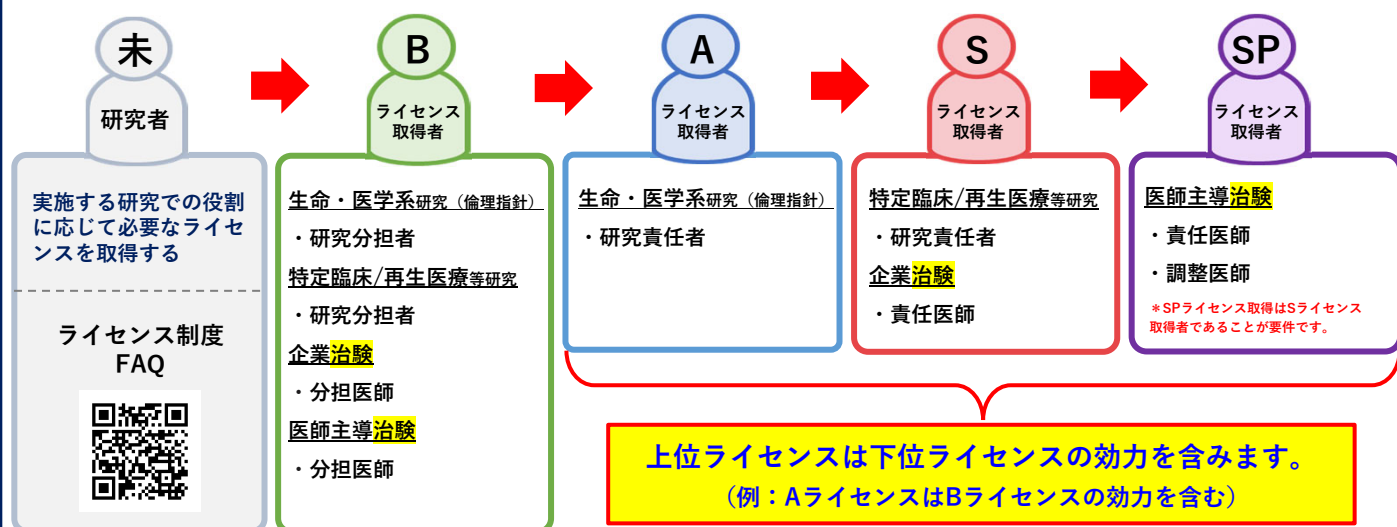 未
研究者
実施する研究での役割
に応じて必要なライセ
ンスを取得する
ライセンス制度
FAQ
B
ライセンス
取得者
生命・医学系研究（倫理指針）
・研究分担者
特定臨床/再生医療等研究
・研究分担者
企業治験
・分担医師
医師主導治験
・分担医師
A
ライセンス
取得者
生命・医学系研究（倫理指針）
・研究責任者
S
ライセンス
取得者
特定臨床/再生医療等研究
・研究責任者
企業治験
・責任医師
SP
ライセンス
取得者
医師主導治験
・責任医師
・調整医師
＊SPライセンス取得はSライセンス
取得者であることが要件です。
上位ライセンスは下位ライセンスの効力を含みます。
（例：AライセンスはBライセンスの効力を含む）